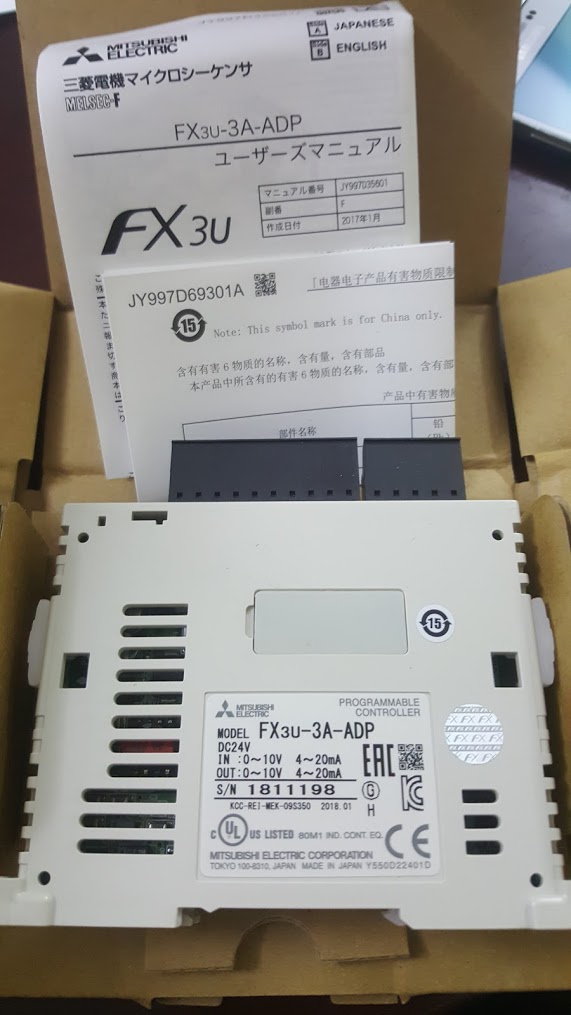 MITSUBISHI
ELECTRIC
A JAPANESE
B ENGLISH
三菱電機マイクロシーケンサ
MELSEC-F
FX3U-3A-ADP
ユーザーズマニュアル
マニュアル番号 JY997D35601
副番 F
作成日付 2017年1月
FX3U
JY997D69301A
「电器电子产品有害物质限制
15
Note: This symbol mark is for China only.
含有有害6物质的名称，含有量，含有部品
本产品中所含有的有害6物质的名称，含有量，含有部
产品中有害物质
部件名称
铅
(Pb)
15
MITSUBISHI
ELECTRIC
PROGRAMMABLE
CONTROLLER
MODEL FX3U-3A-ADP
DC24V
IN :0～10V 4～20mA
OUT:0～10V 4～20mA
EAC
S/N 1811198
G
H
KCC-REI-MEK-09S350 2018.01
C UL US LISTED 80M1 IND. CONT. EQ.
CE
MITSUBISHI ELECTRIC CORPORATION
TOKYO 100-8310, JAPAN MADE IN JAPAN Y550D22401D
FX FX FX